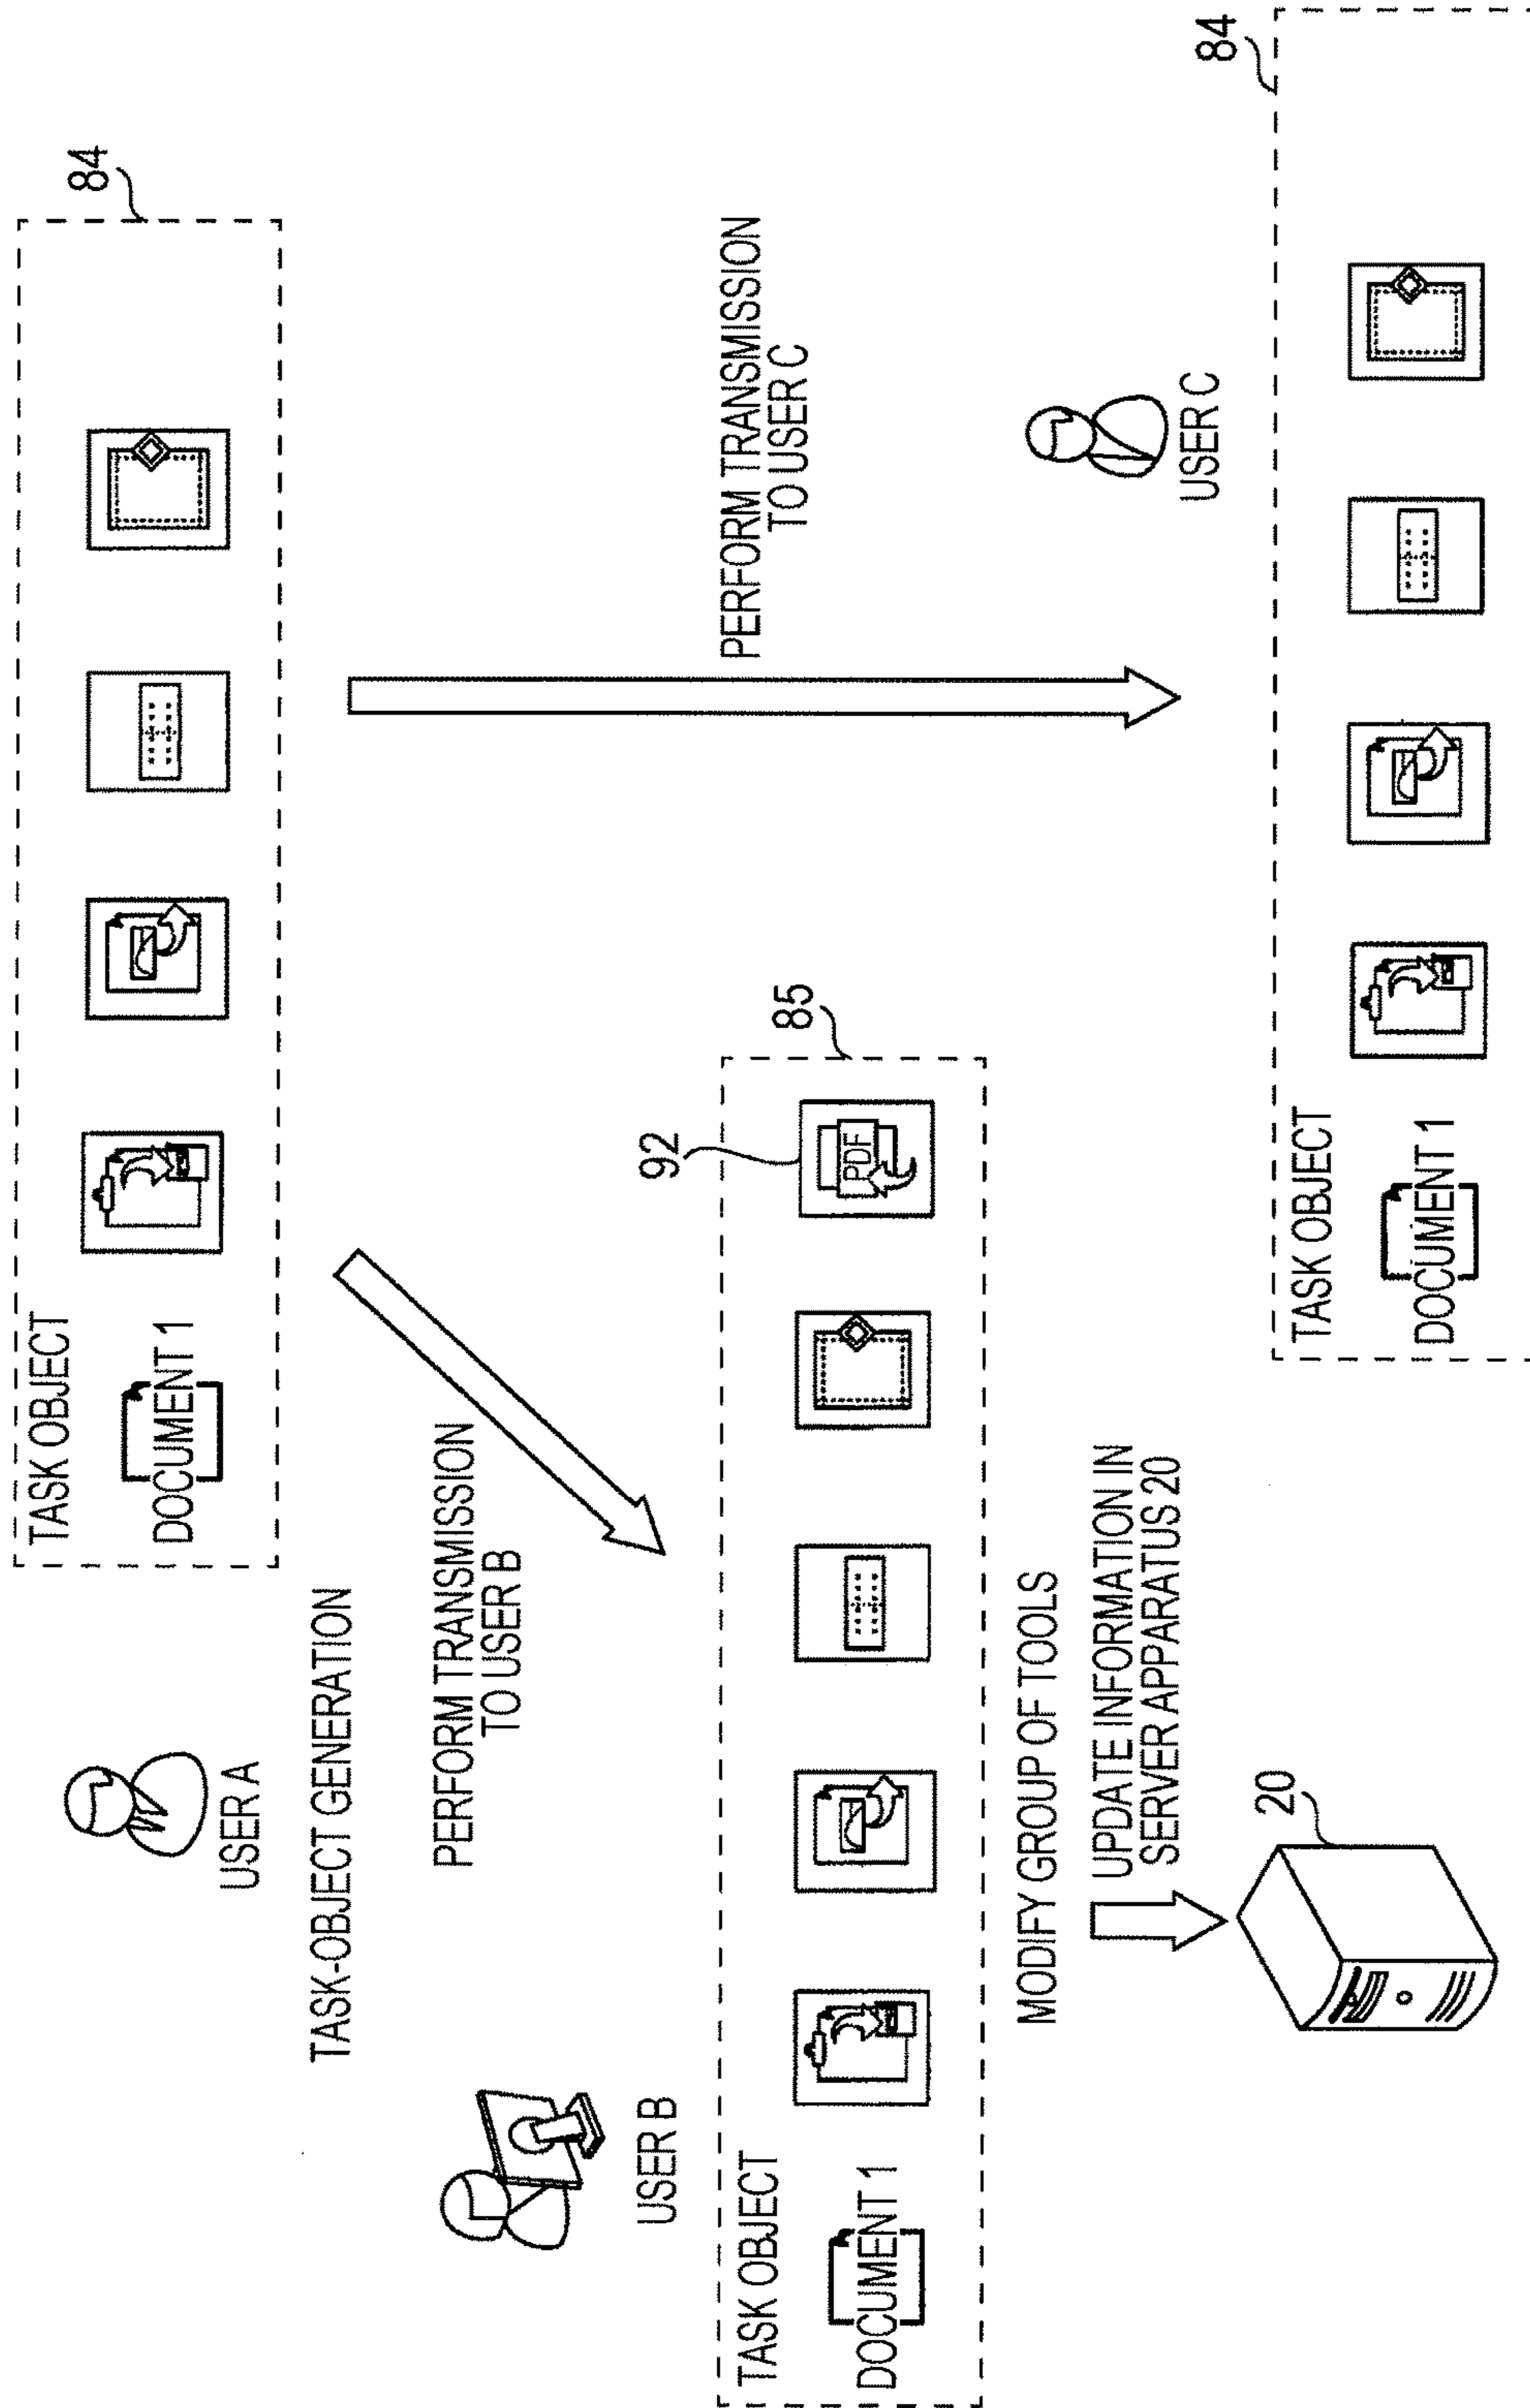 USER A
TASK-OBJECT GENERATION
TASK OBJECT
DOCUMENT 1
84
PERFORM TRANSMISSION
TO USER B
PERFORM TRANSMISSION
TO USER C
USER B
TASK OBJECT
DOCUMENT 1
92
PDF
85
MODIFY GROUP OF TOOLS
UPDATE INFORMATION IN
SERVER APPARATUS 20
20
USER C
TASK OBJECT
DOCUMENT 1
84